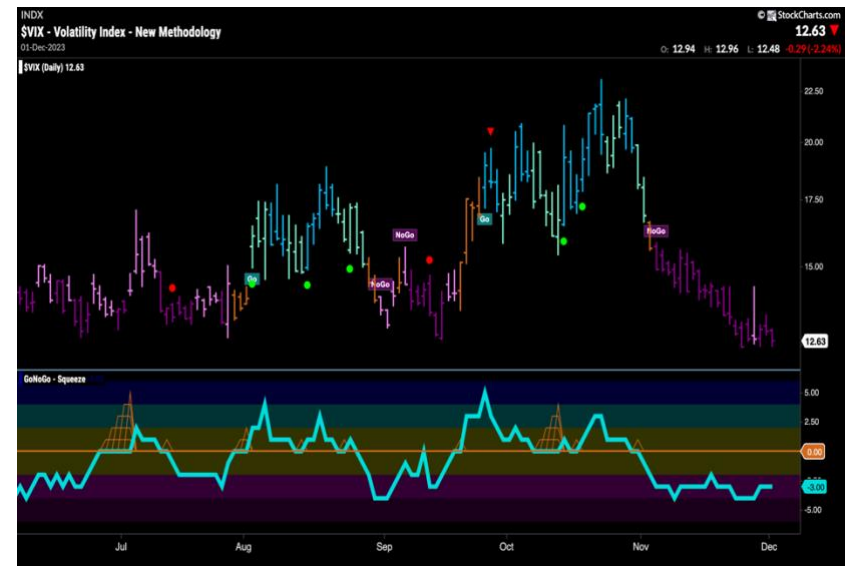 INDX
© StockCharts.com
$VIX - Volatility Index - New Methodology
12.63
01-Dec-2023
O: 12.94 H: 12.96 L: 12.48 -0.29 (-2.24%)
$VIX (Daily) 12.63
22.50
20.00
17.50
Go
NoGo
NoGo
Go
NoGo
15.00
12.63
GoNoGo - Squeeze
5.00
2.50
0.00
-3.00
-5.00
Jul Aug Sep Oct Nov Dec